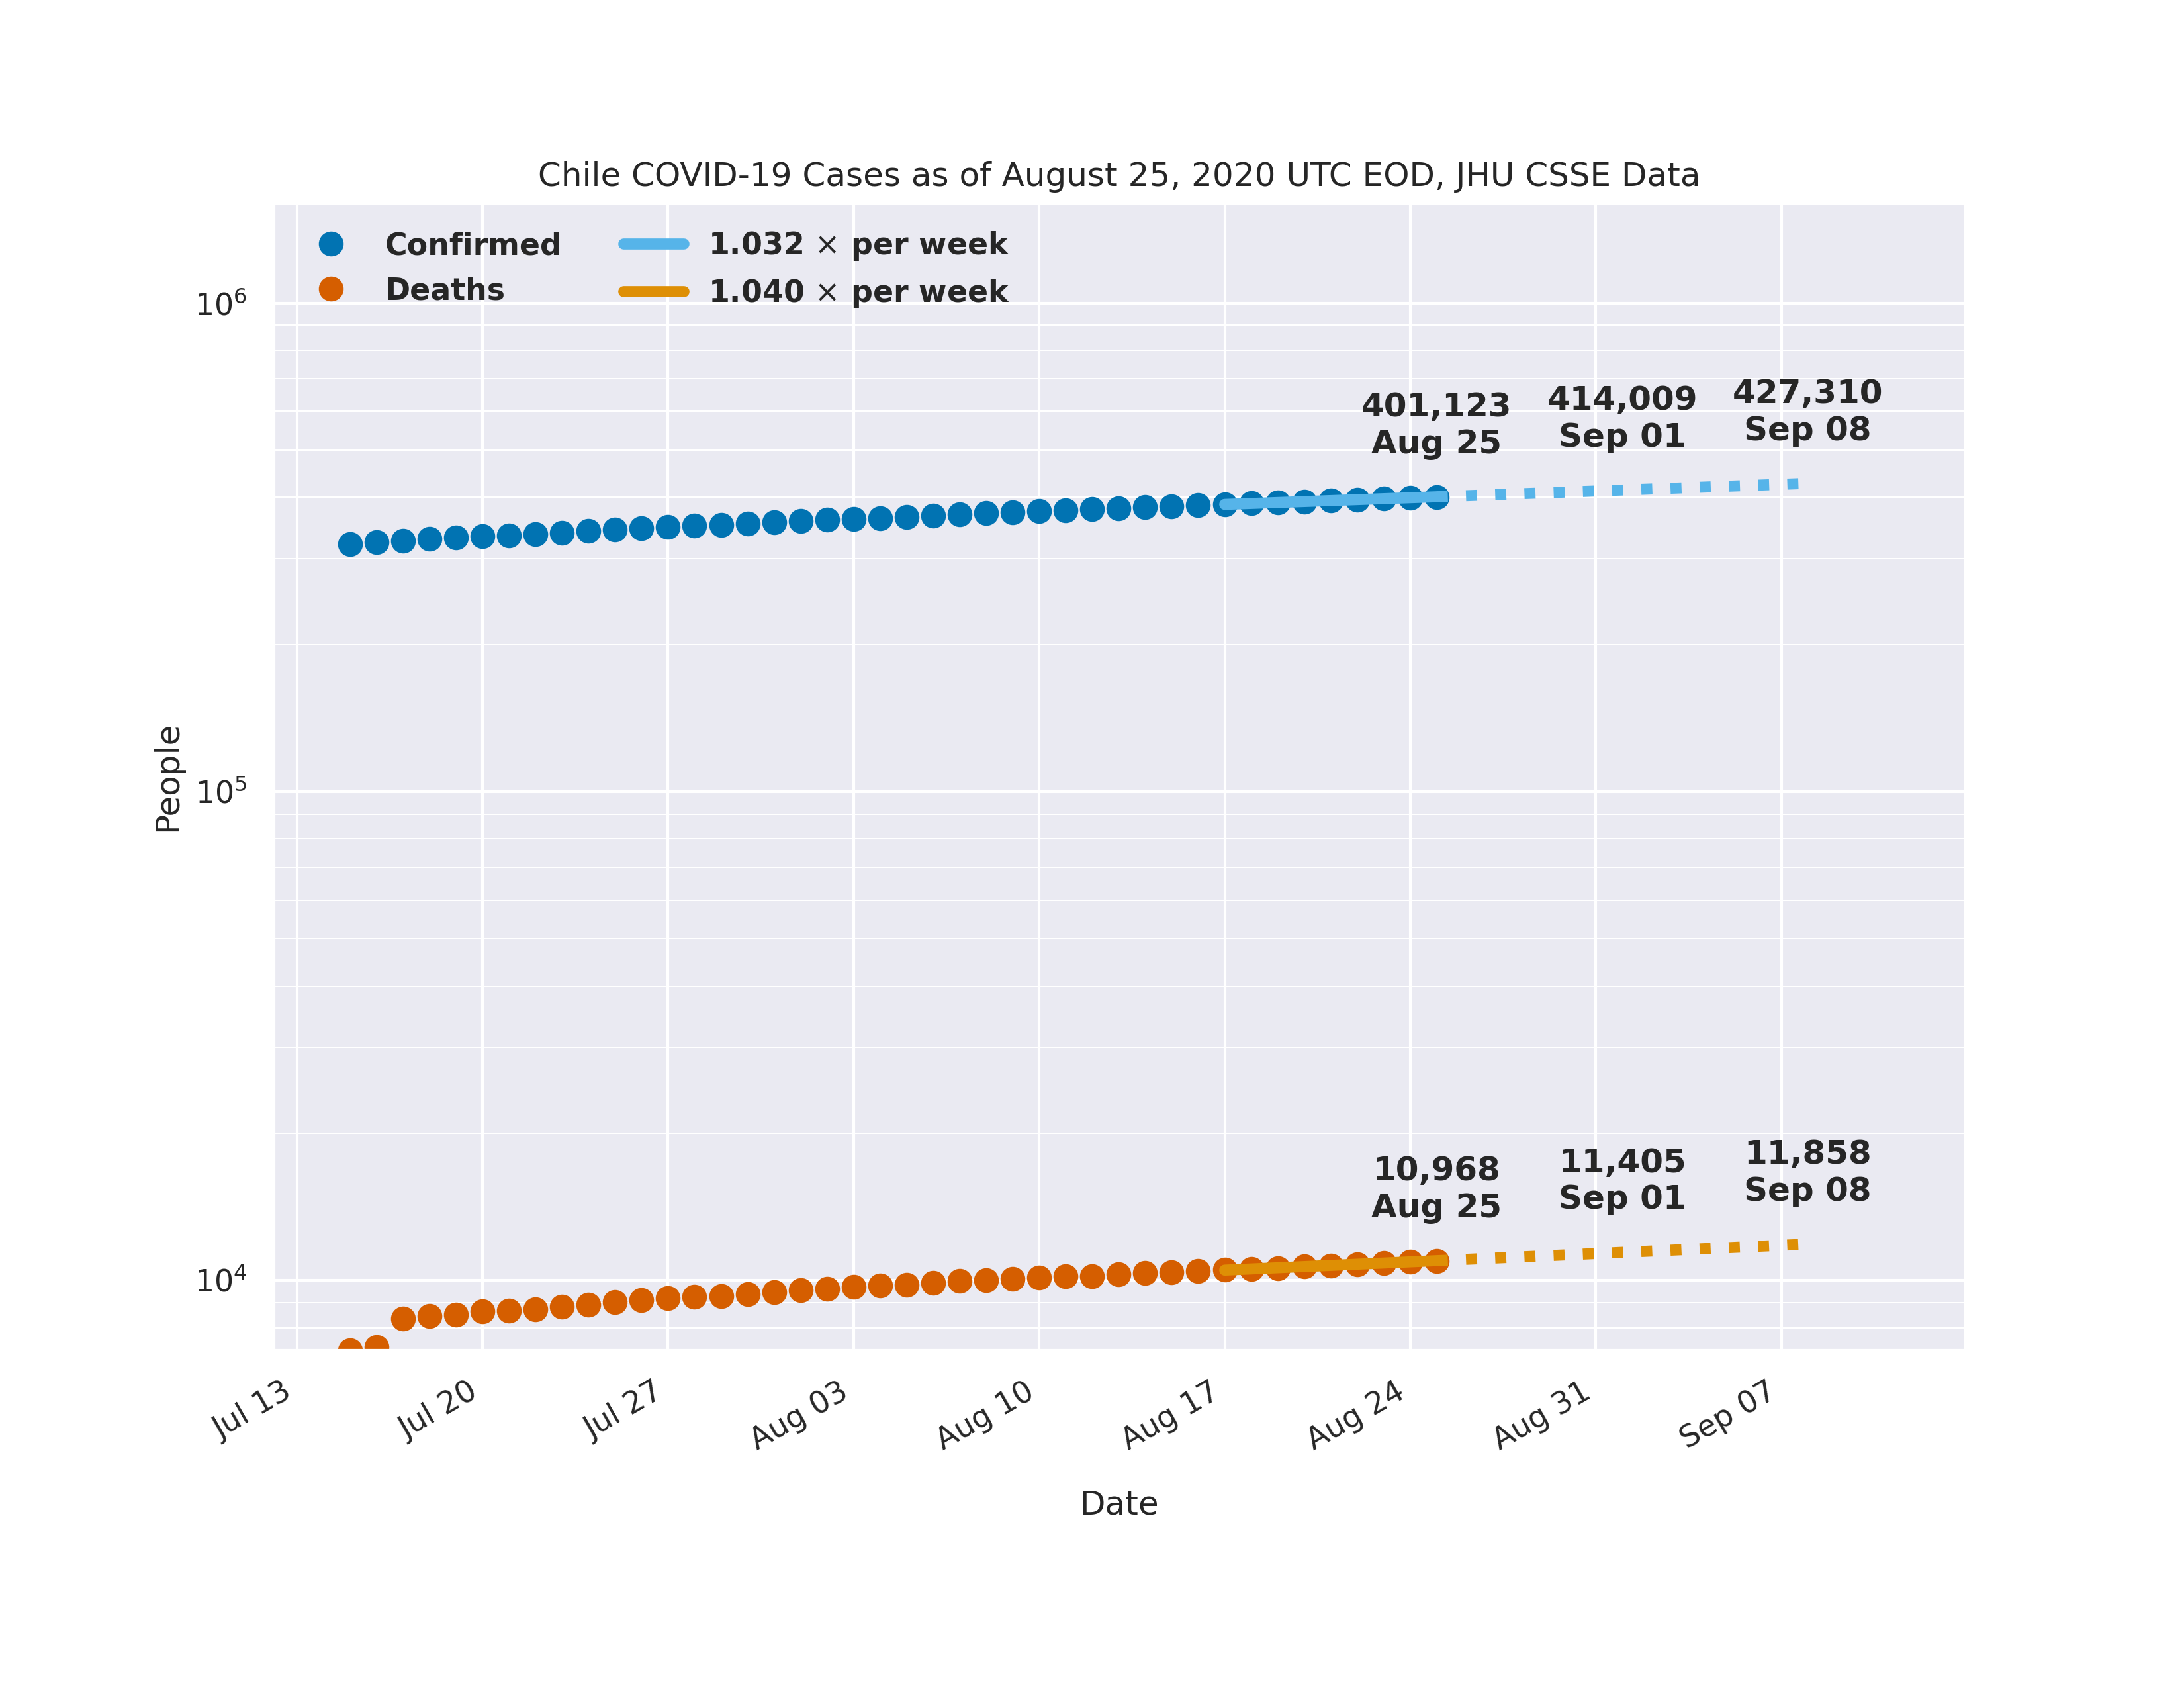 Chile COVID-19 Cases as of August 25, 2020 UTC EOD, JHU CSSE Data
Confirmed
Deaths
1.032 × per week
1.040 × per week
10⁶
10⁵
10⁴
People
401,123
Aug 25
414,009
Sep 01
427,310
Sep 08
10,968
Aug 25
11,405
Sep 01
11,858
Sep 08
Jul 13
Jul 20
Jul 27
Aug 03
Aug 10
Aug 17
Aug 24
Aug 31
Sep 07
Date